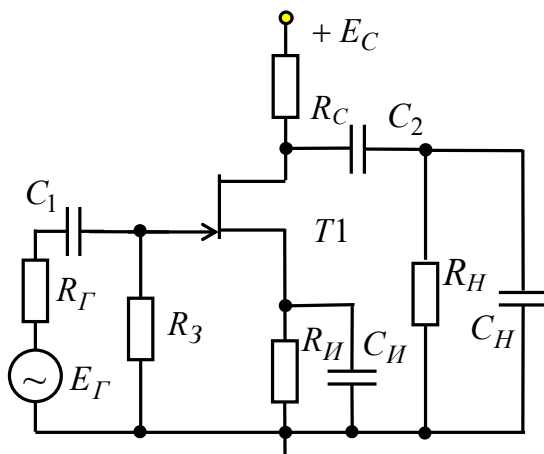 + E_C
R_C
C_2
C_1
T1
R_Г
R_З
R_Н
R_И
C_И
C_Н
~
E_Г